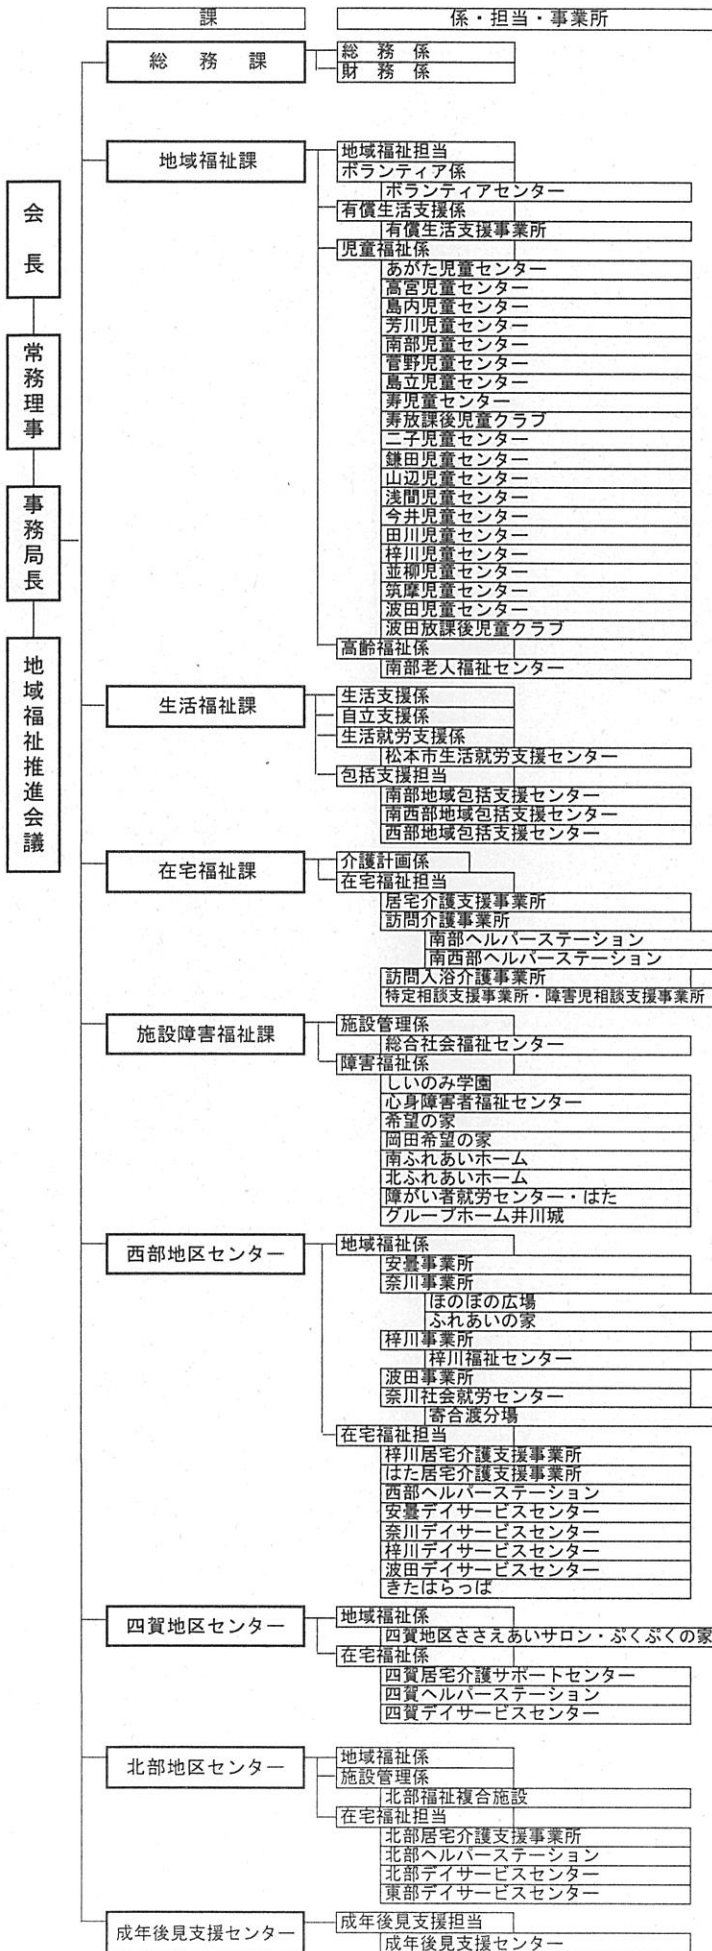 課
係・担当・事業所
会長
常務理事
事務局長
地域福祉推進会議
総務課
総務係
財務係
地域福祉課
地域福祉担当
ボランティア係
ボランティアセンター
有償生活支援係
有償生活支援事業所
児童福祉係
あがた児童センター
高宮児童センター
島内児童センター
芳川児童センター
南部児童センター
菅野児童センター
島立児童センター
寿児童センター
寿放課後児童クラブ
二子児童センター
鎌田児童センター
山辺児童センター
浅間児童センター
今井児童センター
田川児童センター
梓川児童センター
並柳児童センター
筑摩児童センター
波田児童センター
波田放課後児童クラブ
高齢福祉係
南部老人福祉センター
生活福祉課
生活支援係
自立支援係
生活就労支援係
松本市生活就労支援センター
包括支援担当
南部地域包括支援センター
南西部地域包括支援センター
西部地域包括支援センター
在宅福祉課
介護計画係
在宅福祉担当
居宅介護支援事業所
訪問介護事業所
南部ヘルパーステーション
南西部ヘルパーステーション
訪問入浴介護事業所
特定相談支援事業所・障害児相談支援事業所
施設障害福祉課
施設管理係
総合社会福祉センター
障害福祉係
しいのみ学園
心身障害者福祉センター
希望の家
岡田希望の家
南ふれあいホーム
北ふれあいホーム
障がい者就労センター・はた
グループホーム井川城
西部地区センター
地域福祉係
安曇事業所
奈川事業所
ほのぼの広場
ふれあいの家
梓川事業所
梓川福祉センター
波田事業所
奈川社会就労センター
寄合渡分場
在宅福祉担当
梓川居宅介護支援事業所
はた居宅介護支援事業所
西部ヘルパーステーション
安曇デイサービスセンター
奈川デイサービスセンター
梓川デイサービスセンター
波田デイサービスセンター
きたはらっぱ
四賀地区センター
地域福祉係
四賀地区ささえあいサロン・ぷくぷくの家
在宅福祉係
四賀居宅介護サポートセンター
四賀ヘルパーステーション
四賀デイサービスセンター
北部地区センター
地域福祉係
施設管理係
北部福祉複合施設
在宅福祉担当
北部居宅介護支援事業所
北部ヘルパーステーション
北部デイサービスセンター
東部デイサービスセンター
成年後見支援センター
成年後見支援担当
成年後見支援センター